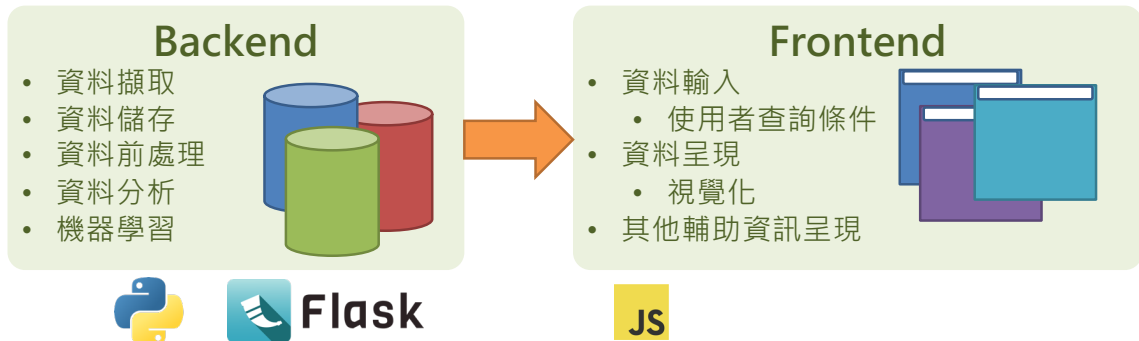 Backend
• 資料擷取
• 資料儲存
• 資料前處理
• 資料分析
• 機器學習
Frontend
• 資料輸入
• 使用者查詢條件
• 資料呈現
• 視覺化
• 其他輔助資訊呈現
Flask
JS